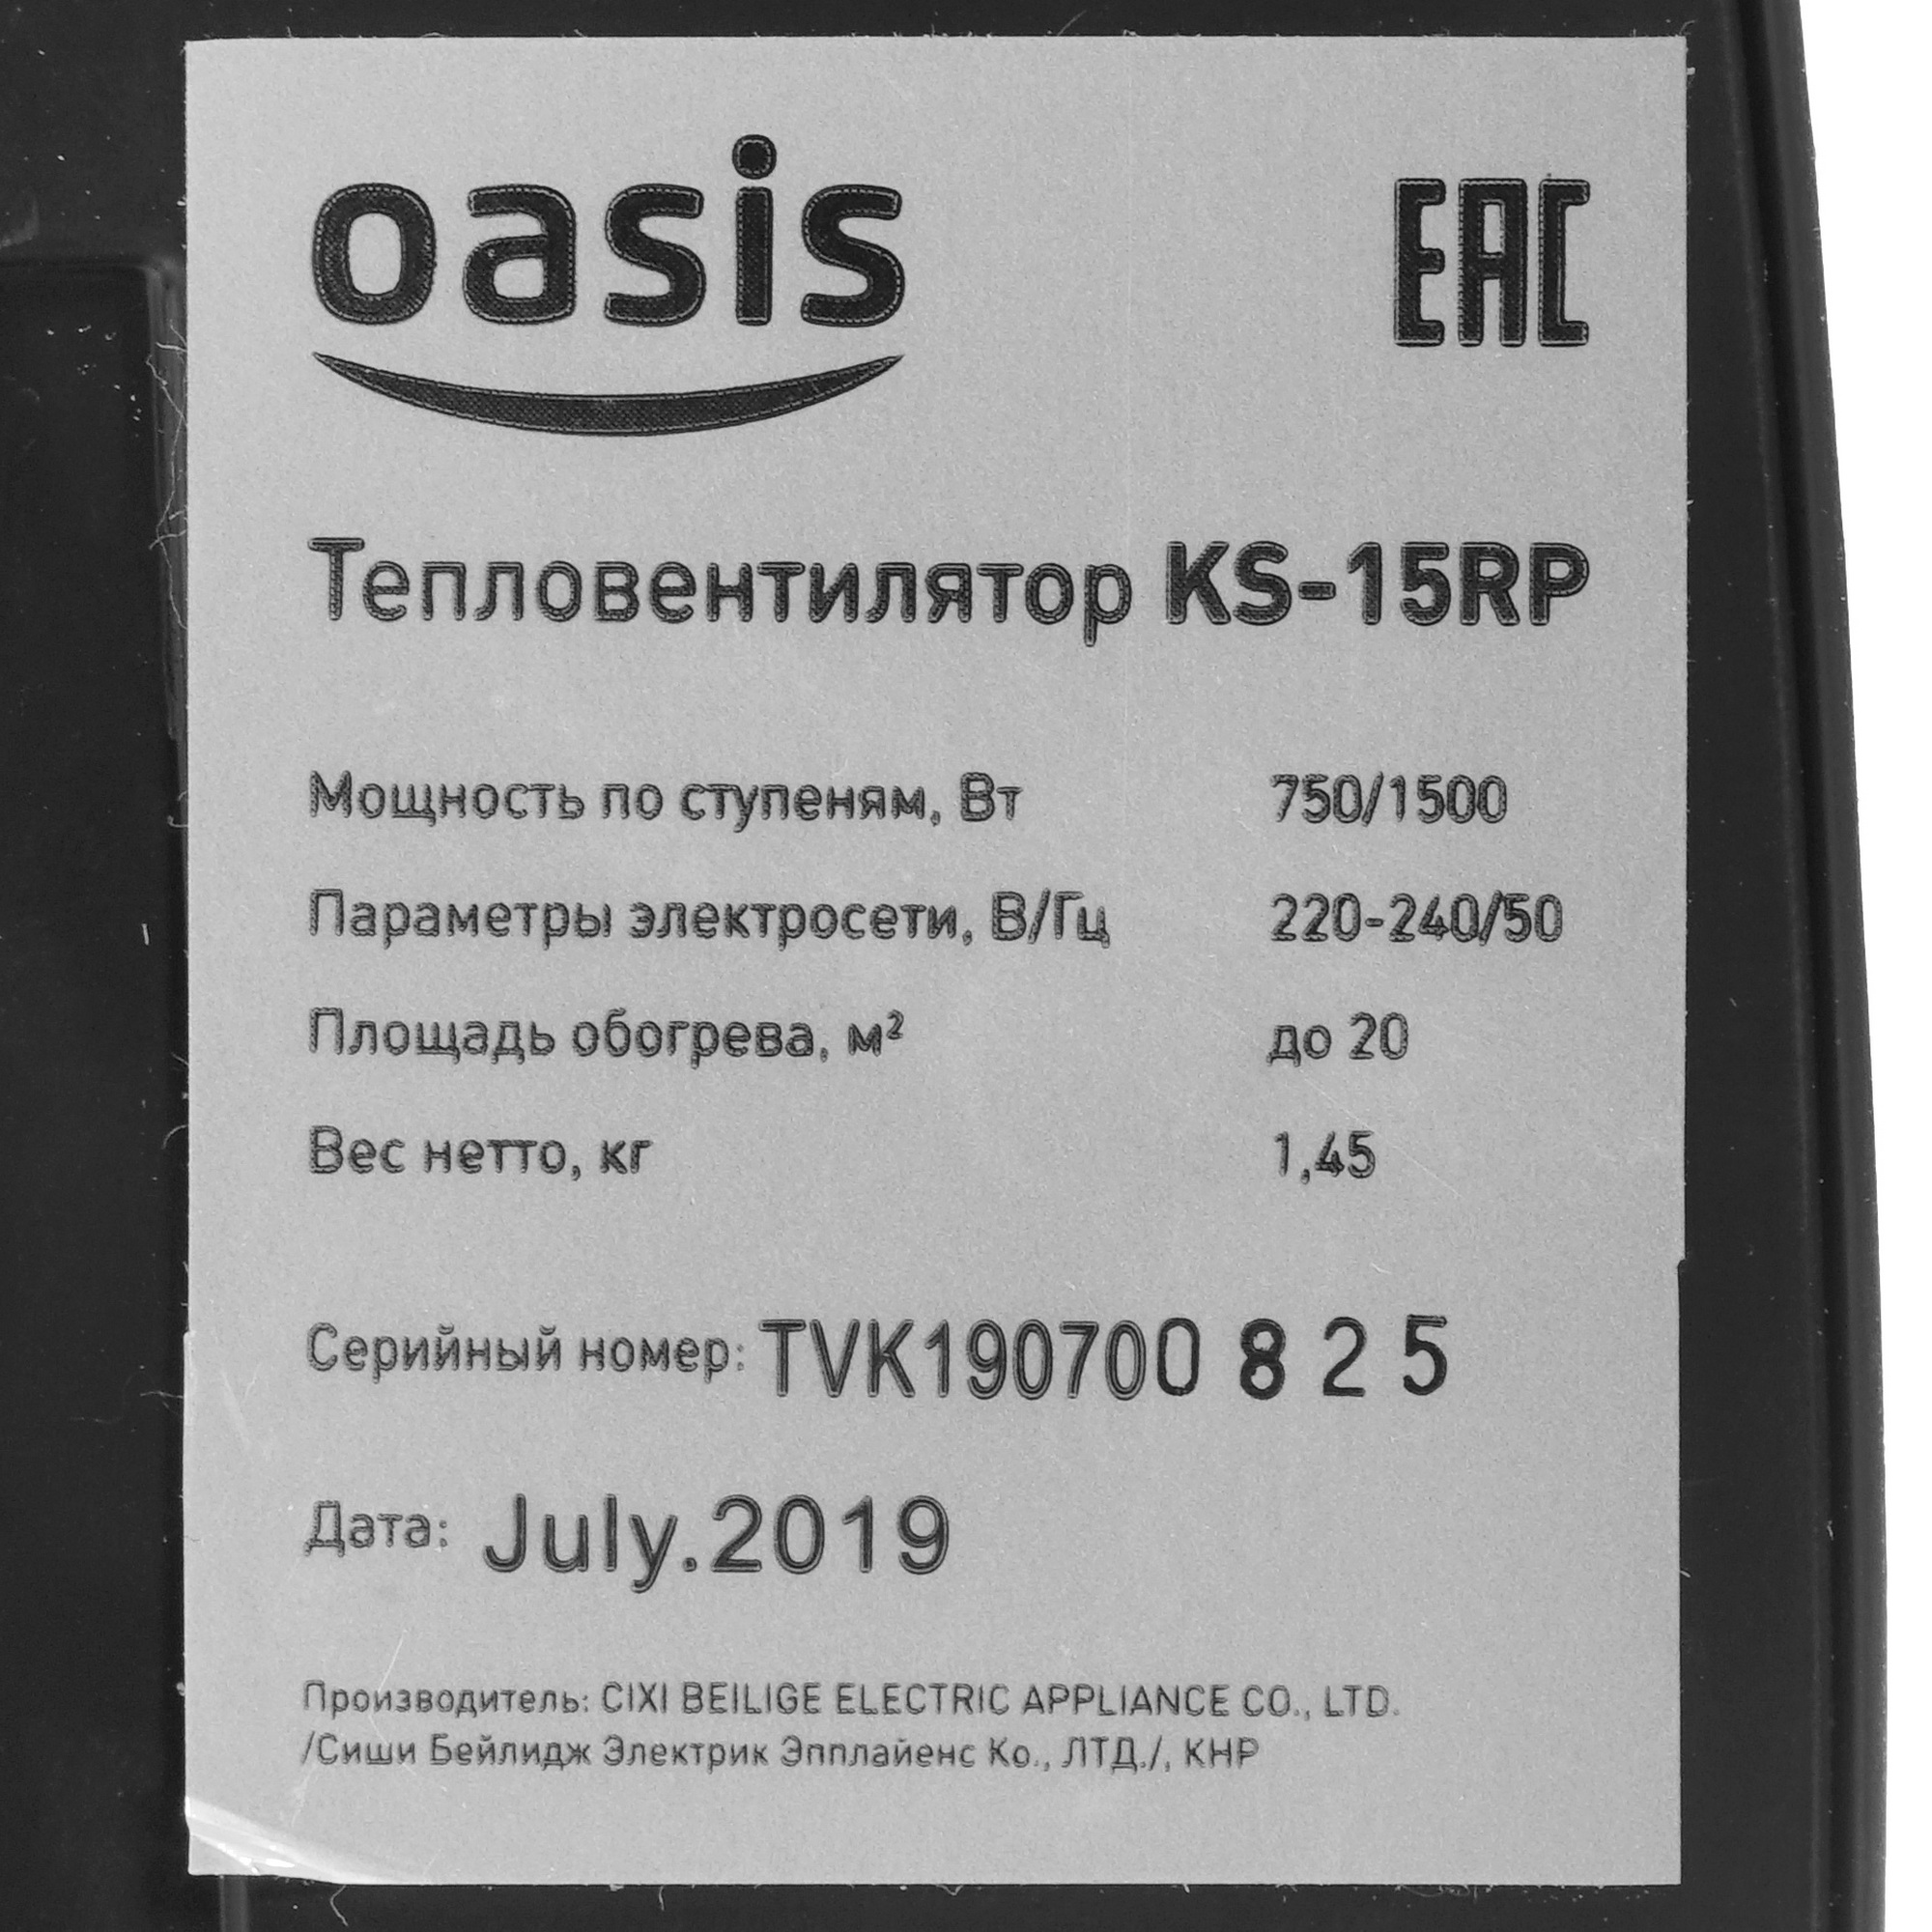 oasis
EAC
Тепловентилятор KS-15RP
Мощность по ступеням, Вт 750/1500
Параметры электросети, В/Гц 220-240/50
Площадь обогрева, м² до 20
Вес нетто, кг 1,45
Серийный номер: TVK190700 8 2 5
Дата: July.2019
Производитель: CIXI BEILIGE ELECTRIC APPLIANCE CO., LTD.
/Сиши Бейлидж Электрик Эпплайенс Ко., ЛТД./, КНР